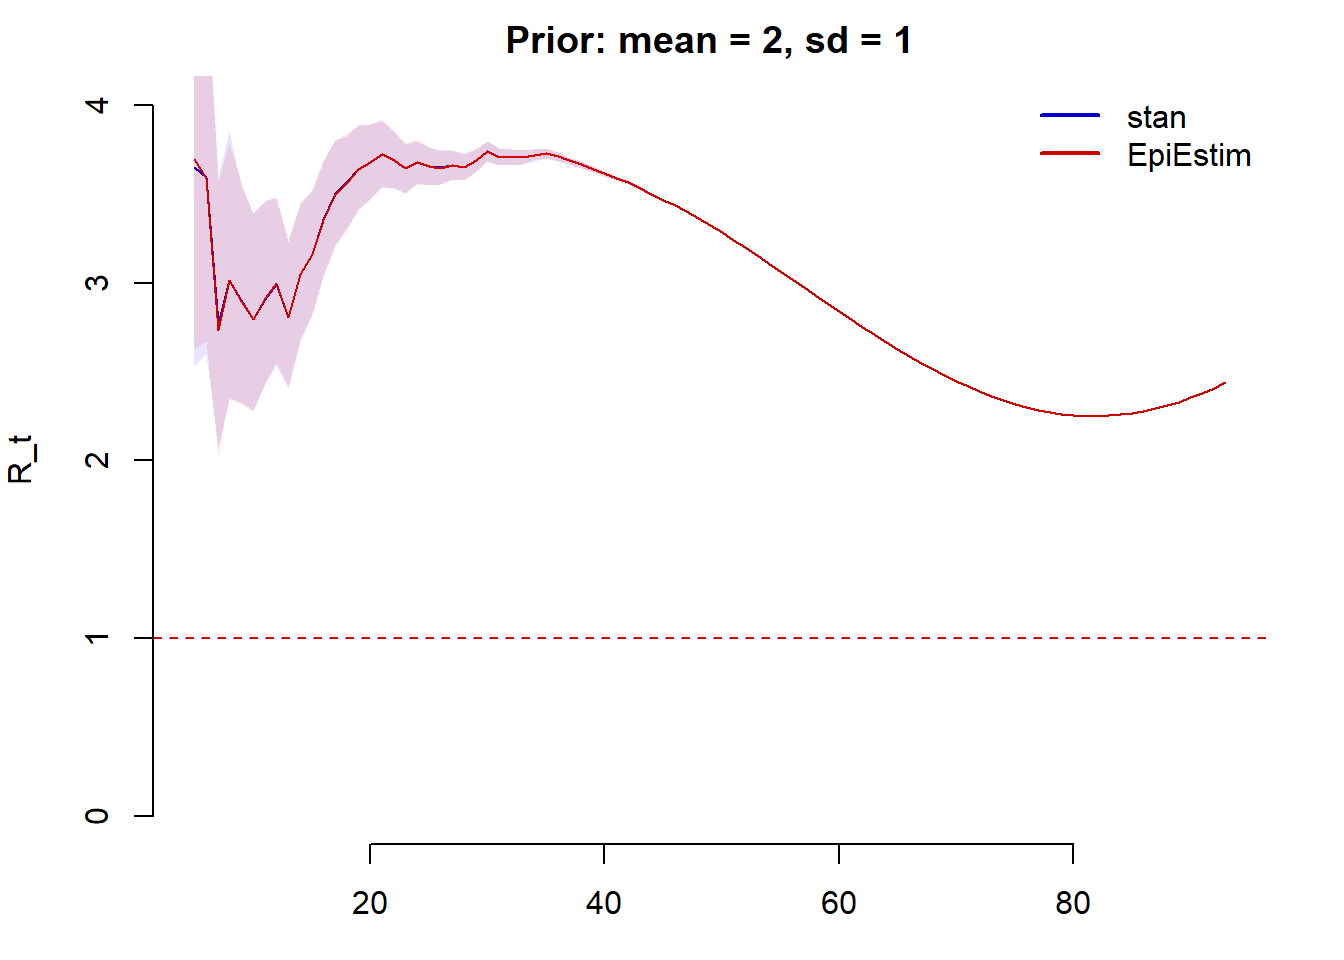 Prior: mean = 2, sd = 1
stan
EpiEstim
R_t
4
3
2
1
0
20 40 60 80